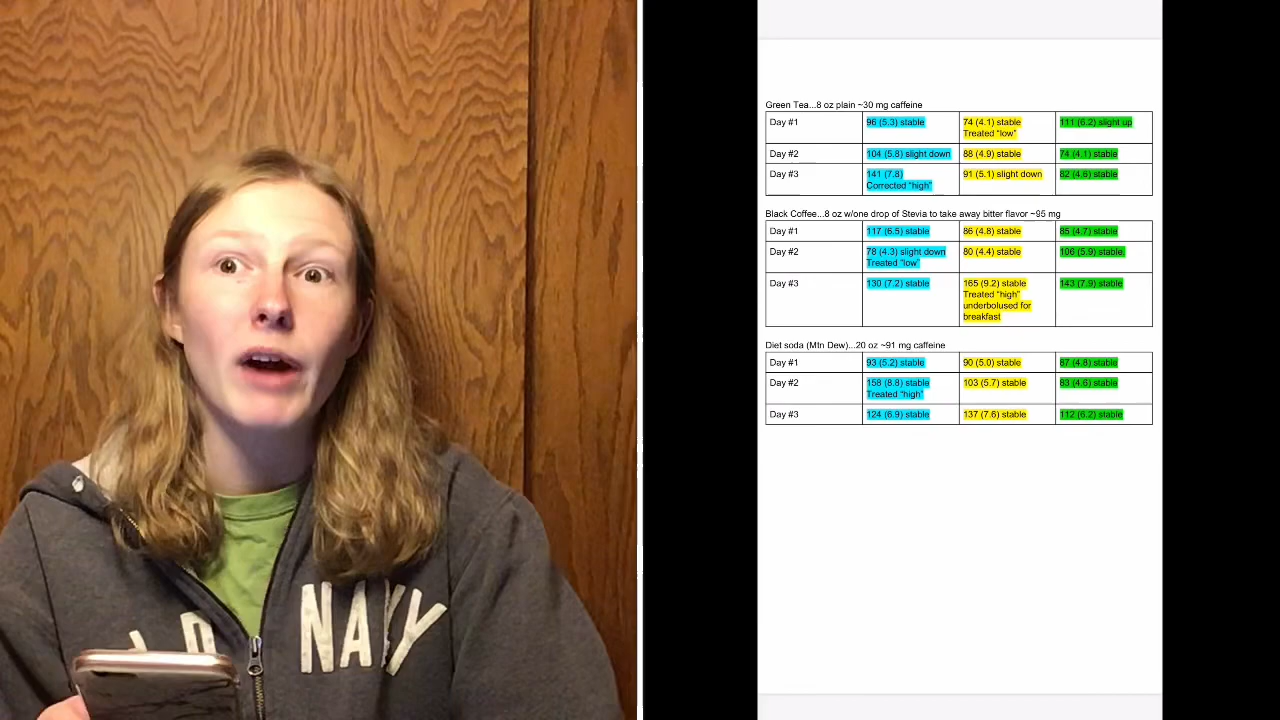 Green Tea...8 oz plain ~30 mg caffeine
Day #1 96 (5.3) stable 74 (4.1) stable 111 (6.2) slight up
Treated "low"
Day #2 104 (5.8) slight down 88 (4.9) stable 74 (4.1) stable
Day #3 141 (7.8) 91 (5.1) slight down 82 (4.6) stable
Corrected "high"
Black Coffee...8 oz w/one drop of Stevia to take away bitter flavor ~95 mg
Day #1 117 (6.5) stable 86 (4.8) stable 85 (4.7) stable
Day #2 78 (4.3) slight down 80 (4.4) stable 106 (5.9) stable
Treated "low"
Day #3 130 (7.2) stable 165 (9.2) stable 143 (7.9) stable
Treated "high"
underbolused for
breakfast
Diet soda (Mtn Dew)...20 oz ~91 mg caffeine
Day #1 93 (5.2) stable 90 (5.0) stable 87 (4.8) stable
Day #2 158 (8.8) stable 103 (5.7) stable 83 (4.6) stable
Treated "high"
Day #3 124 (6.9) stable 137 (7.6) stable 112 (6.2) stable
NAVY